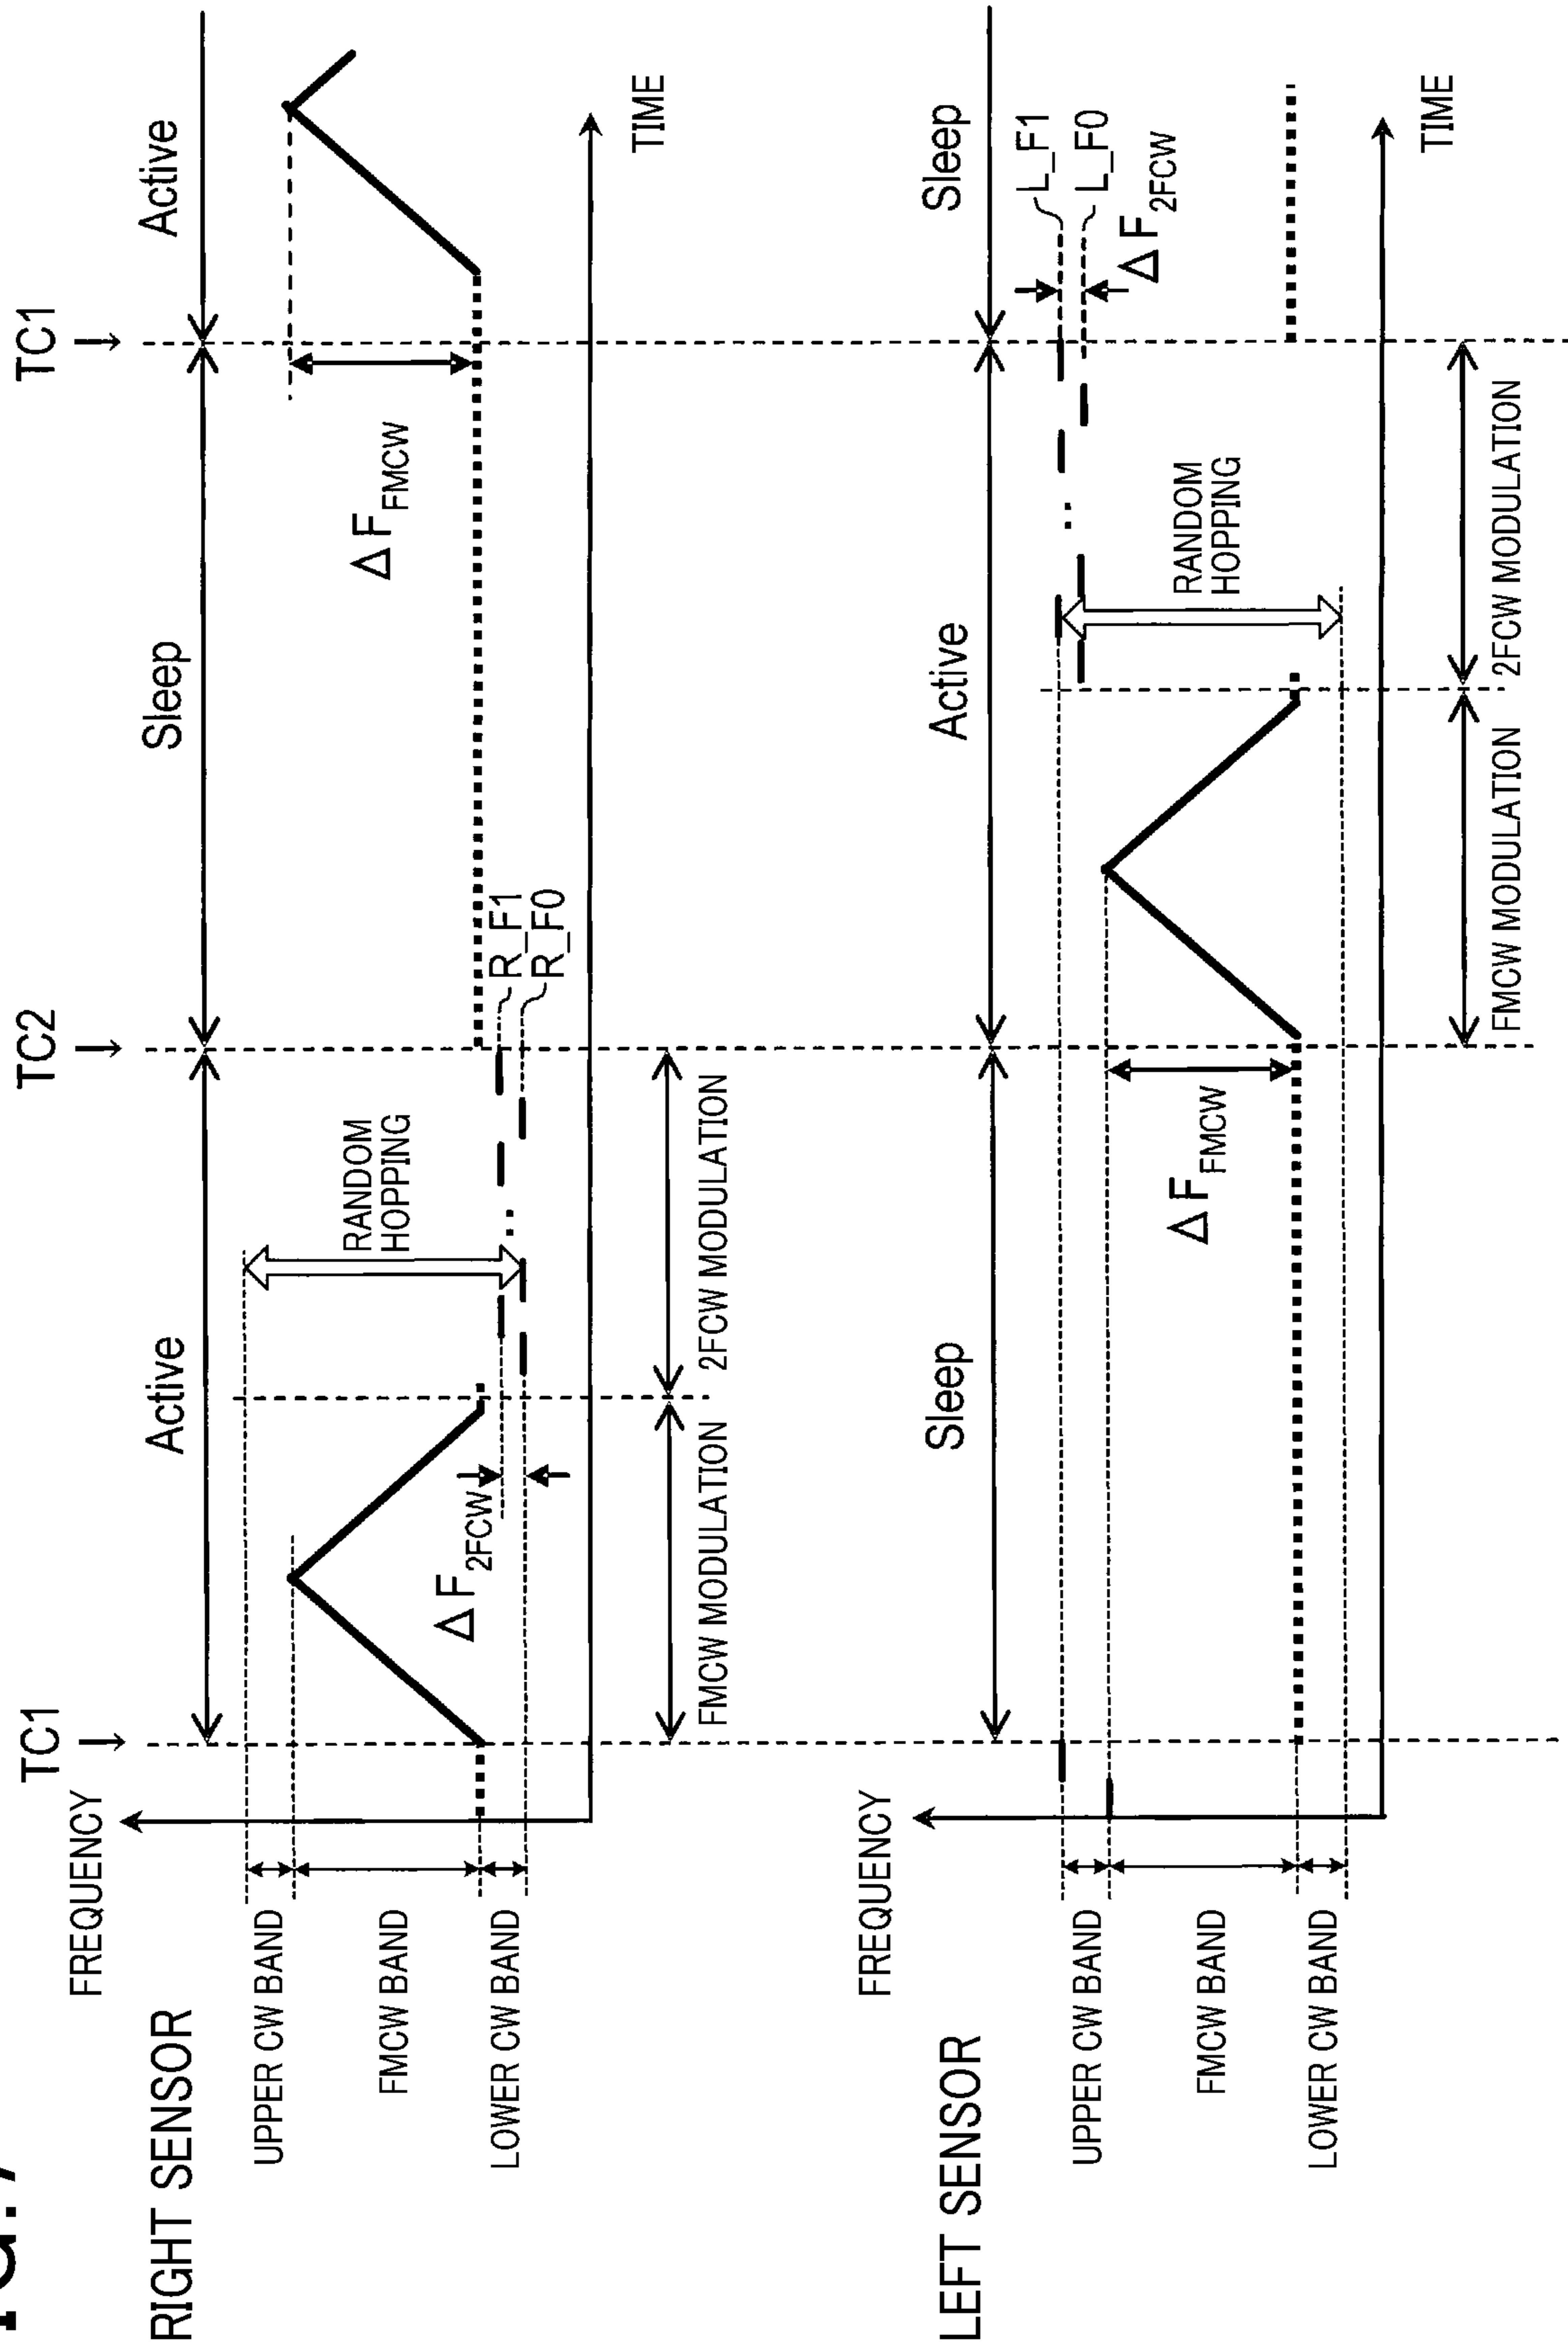 TC1
TC2
TC1
FREQUENCY
RIGHT SENSOR
Active
Sleep
Active
UPPER CW BAND
FMCW BAND
LOWER CW BAND
RANDOM
HOPPING
ΔF2FCW
ΔFFMCW
R_F1
R_F0
TIME
FMCW MODULATION
2FCW MODULATION
FREQUENCY
LEFT SENSOR
Sleep
Active
Sleep
UPPER CW BAND
FMCW BAND
LOWER CW BAND
L_F1
L_F0
ΔF2FCW
ΔFFMCW
RANDOM
HOPPING
TIME
FMCW MODULATION
2FCW MODULATION